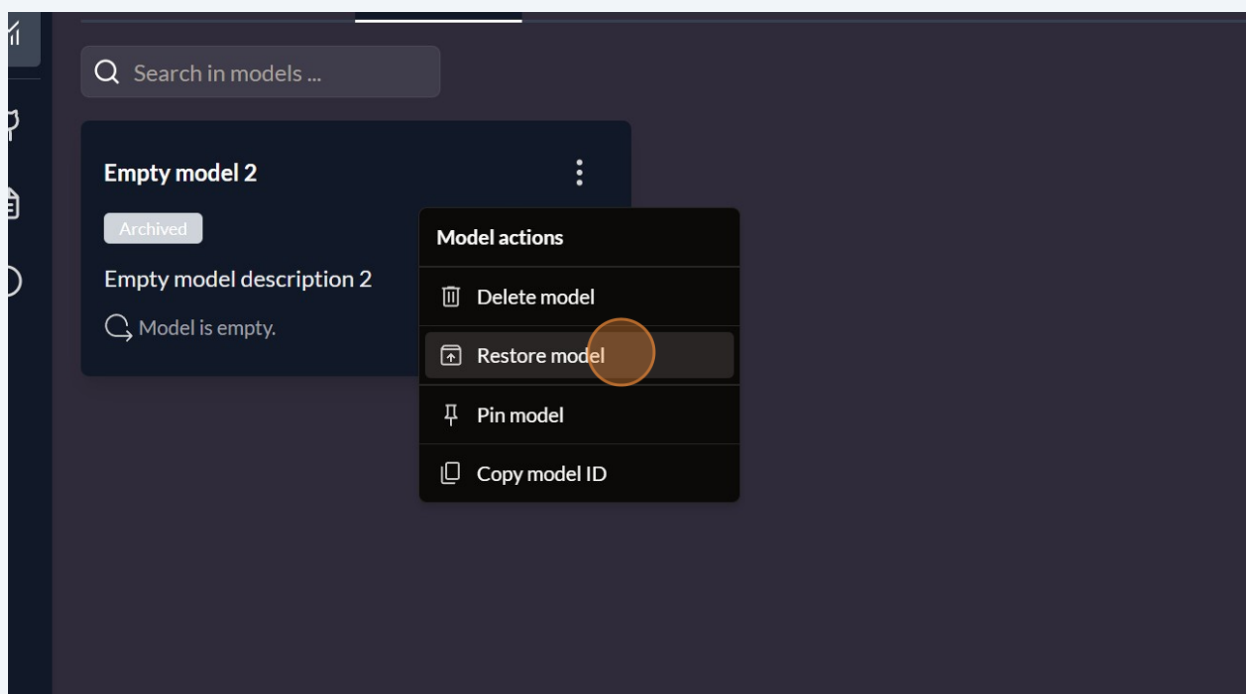 Search in models ...
Empty model 2
Archived
Empty model description 2
Model is empty.
Model actions
Delete model
Restore model
Pin model
Copy model ID